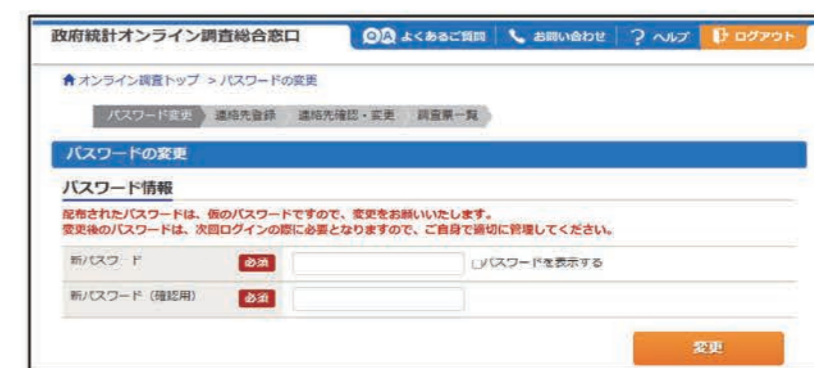 政府統計オンライン調査総合窓口
QA よくあるご質問
お問い合わせ
? ヘルプ
ログアウト
オンライン調査トップ > パスワードの変更
パスワード変更 連絡先登録 連絡先確認・変更 調査票一覧
パスワードの変更
パスワード情報
配布されたパスワードは、仮のパスワードですので、変更をお願いいたします。
変更後のパスワードは、次回ログインの際に必要となりますので、ご自身で適切に管理してください。
新パスワード 必須 パスワードを表示する
新パスワード（確認用） 必須
変更